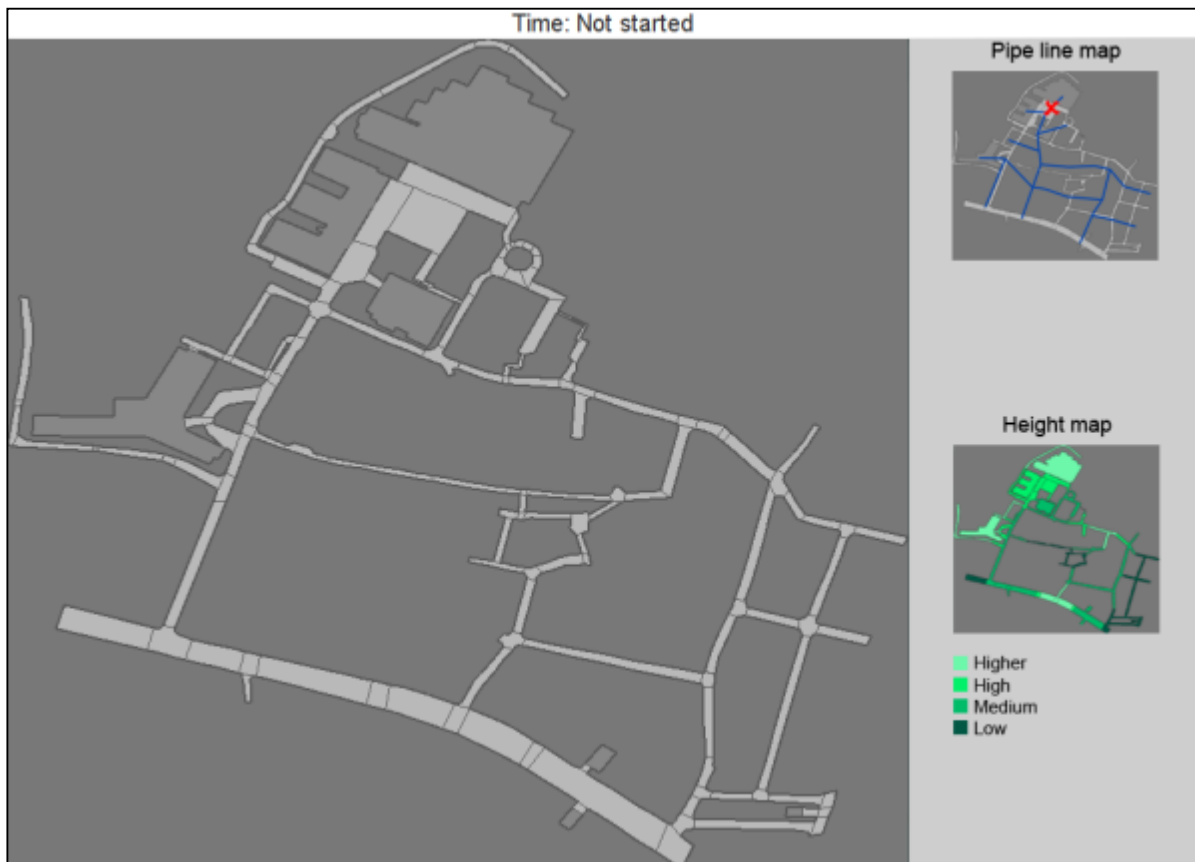 Time: Not started
Pipe line map
Height map
Higher
High
Medium
Low